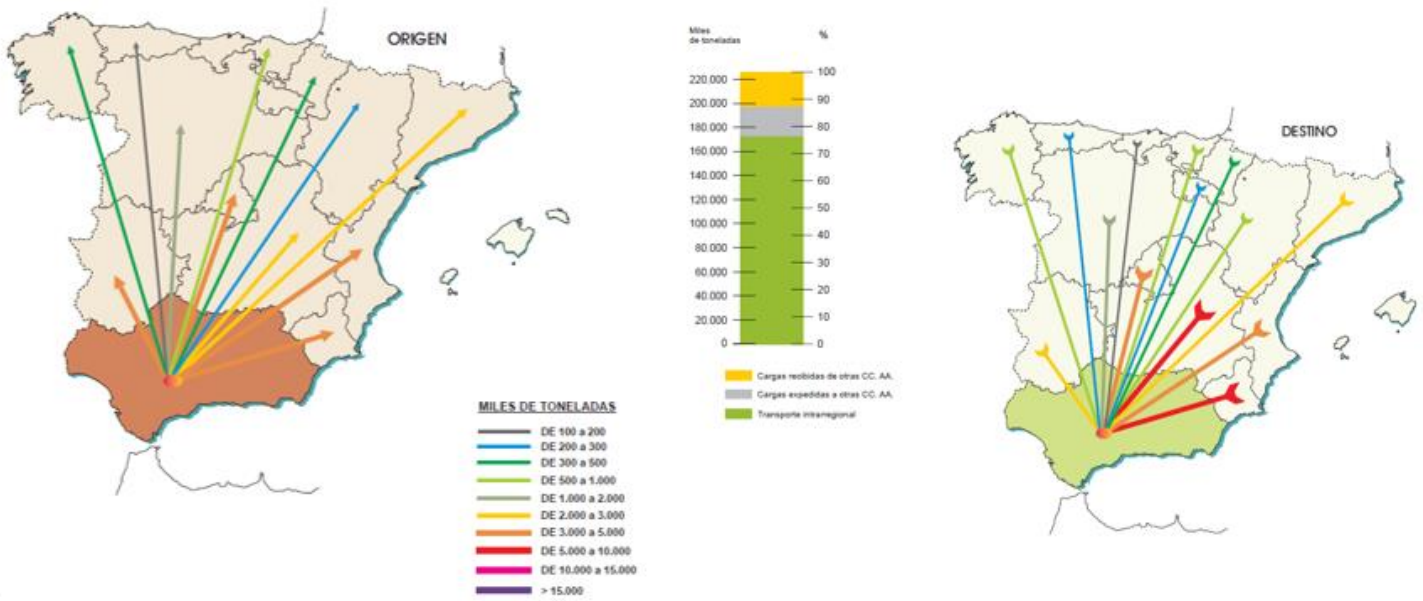 ORIGEN
MILES DE TONELADAS
DE 100 a 200
DE 200 a 300
DE 300 a 500
DE 500 a 1.000
DE 1.000 a 2.000
DE 2.000 a 3.000
DE 3.000 a 5.000
DE 5.000 a 10.000
DE 10.000 a 15.000
> 15.000
Miles
de toneladas
%
220.000
200.000
180.000
160.000
140.000
120.000
100.000
80.000
60.000
40.000
20.000
0
100
90
80
70
60
50
40
30
20
10
0
Cargas recibidas de otras CC. AA.
Cargas expedidas a otras CC. AA.
Transporte intrarregional
DESTINO